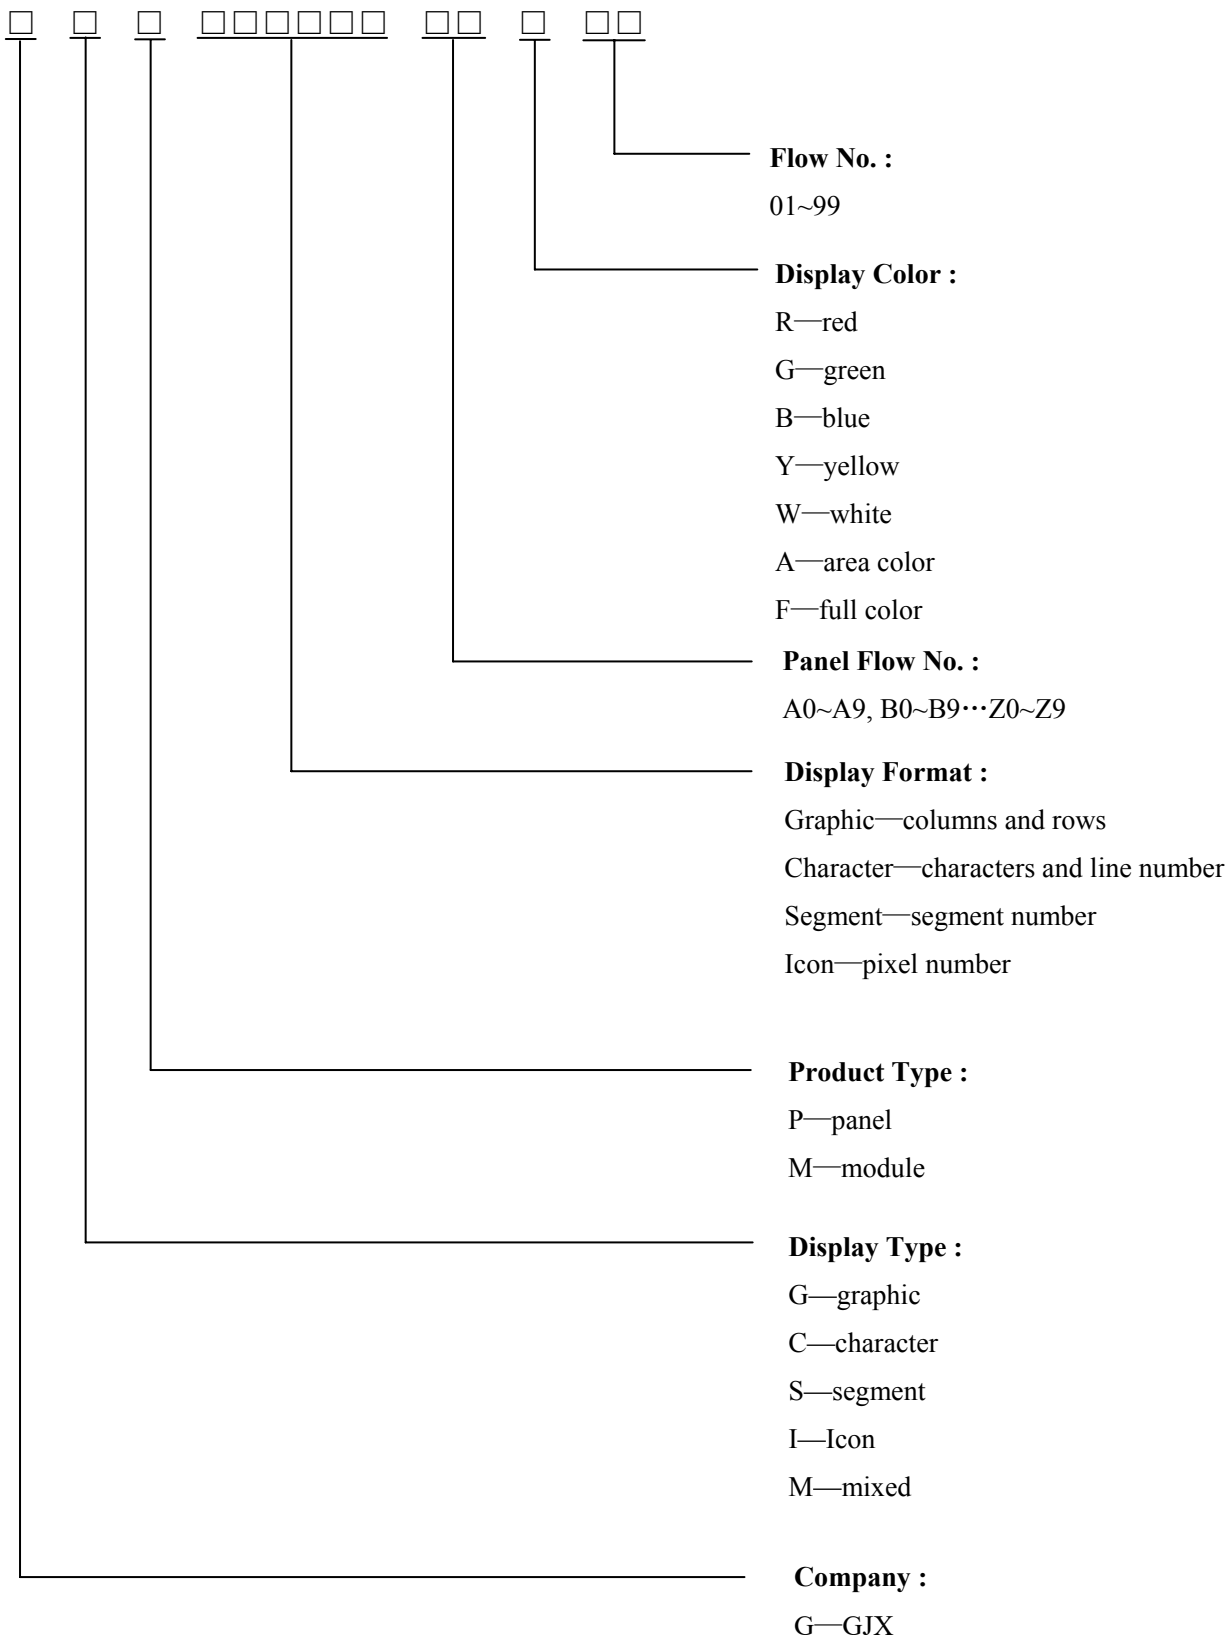 □ □ □ □□□□□□ □□ □ □□
Flow No. :
01~99
Display Color :
R—red
G—green
B—blue
Y—yellow
W—white
A—area color
F—full color
Panel Flow No. :
A0~A9, B0~B9⋯Z0~Z9
Display Format :
Graphic—columns and rows
Character—characters and line number
Segment—segment number
Icon—pixel number
Product Type :
P—panel
M—module
Display Type :
G—graphic
C—character
S—segment
I—Icon
M—mixed
Company :
G—GJX